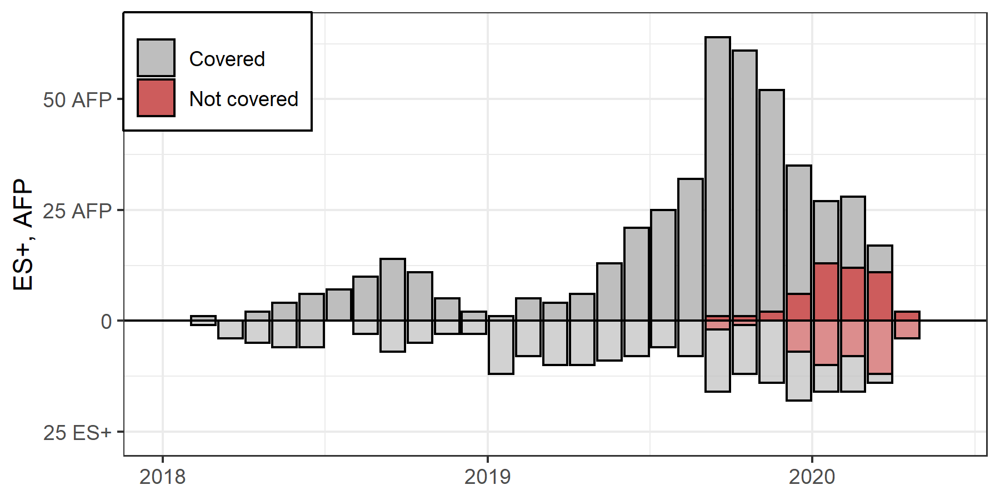 Covered
Not covered
ES+, AFP
50 AFP
25 AFP
0
25 ES+
2018
2019
2020